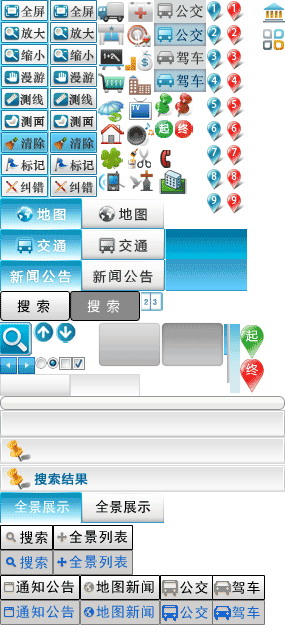 全屏 全屏 公交 1 1
放大 放大 公交 2 2
缩小 缩小 驾车 3 3
漫游 漫游 驾车 4 4
测线 测线 TV 5 5
测面 测面 起 终 6 6
清除 清除 7 7
标记 标记 8 8
纠错 纠错 9 9
地图 地图
交通 交通
新闻公告 新闻公告
搜 索 搜 索 2 3
起
终
搜索结果
全景展示 全景展示
搜索 全景列表
搜索 全景列表
通知公告 地图新闻 公交 驾车
通知公告 地图新闻 公交 驾车